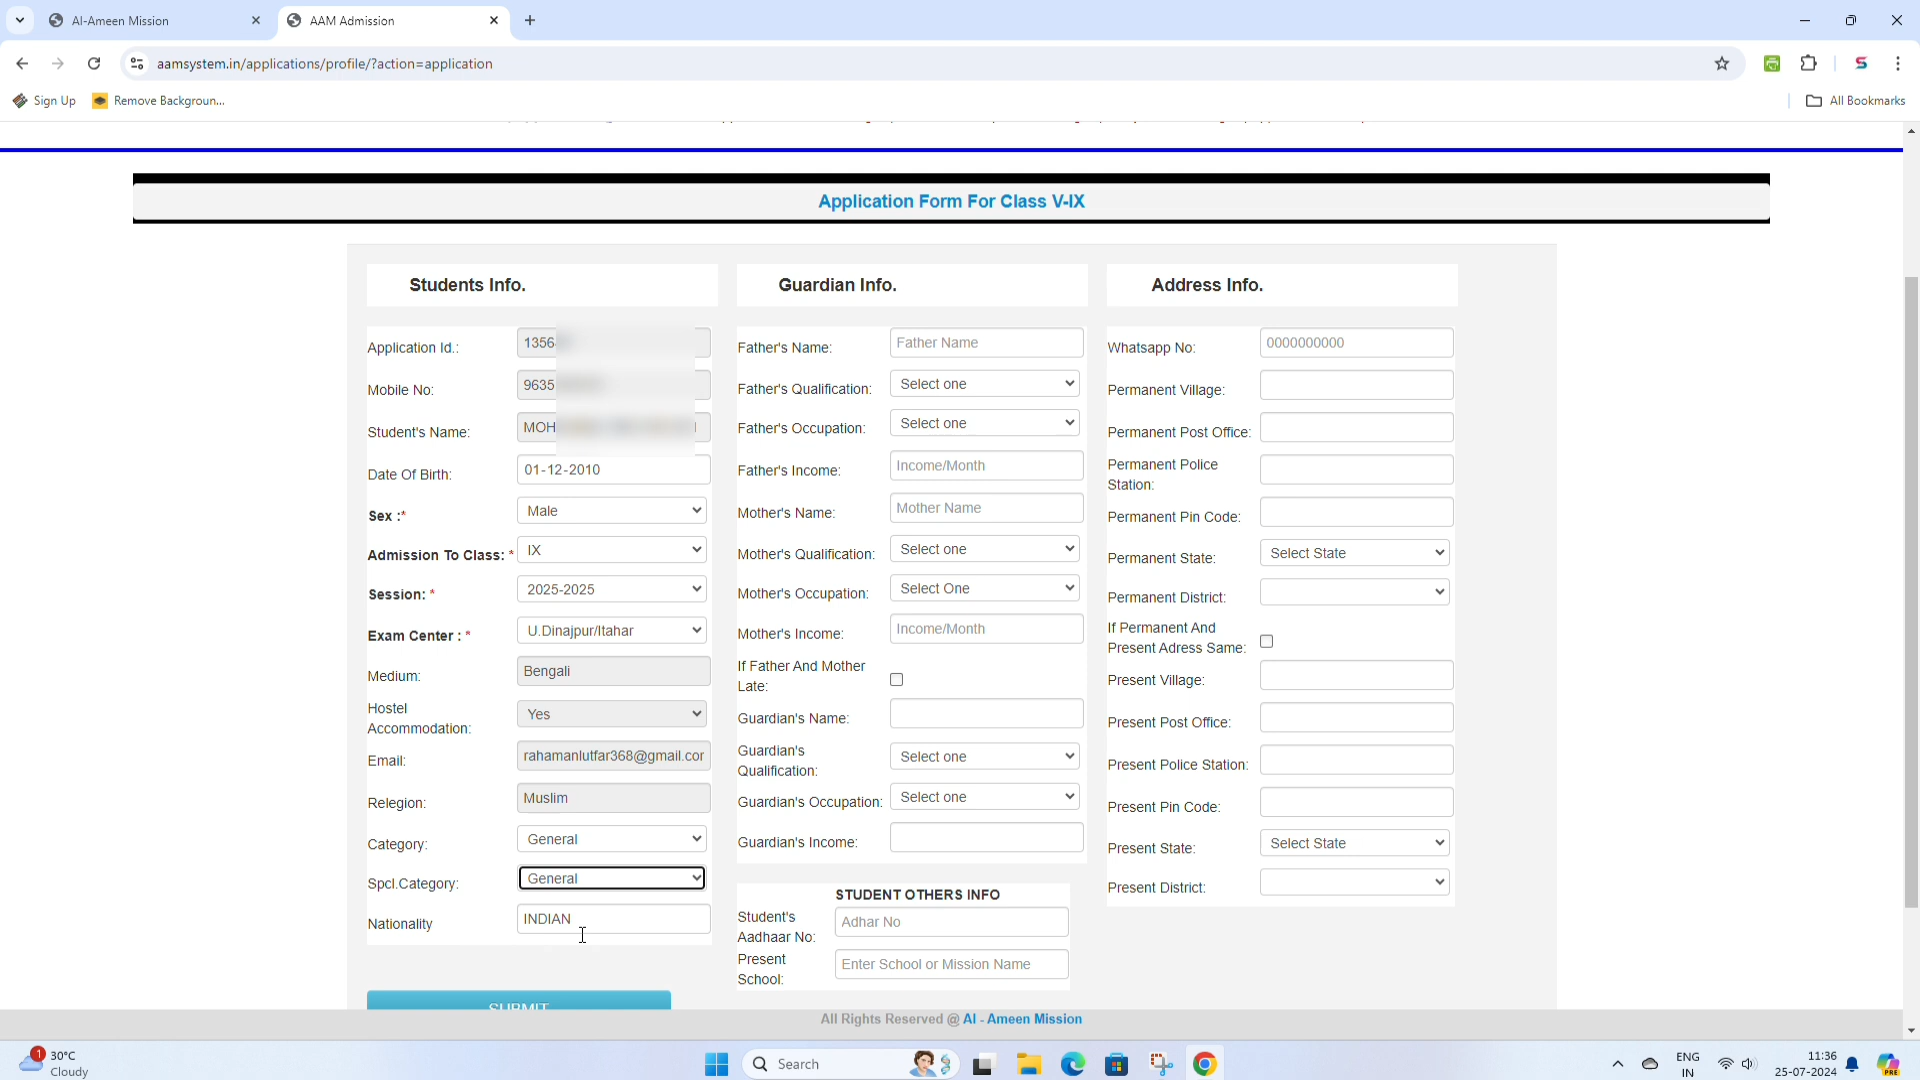 Al-Ameen Mission
AAM Admission
aamsystem.in/applications/profile/?action=application
Sign Up
Remove Backgroun...
All Bookmarks
Application Form For Class V-IX
Students Info.
Application Id.:
1356
Mobile No:
9635
Student's Name:
MOH
Date Of Birth:
01-12-2010
Sex :*
Male
Admission To Class: *
IX
Session: *
2025-2025
Exam Center : *
U.Dinajpur/Itahar
Medium:
Bengali
Hostel
Accommodation:
Yes
Email:
rahamanlutfar368@gmail.cor
Relegion:
Muslim
Category:
General
Spcl.Category:
General
Nationality
INDIAN
SUBMIT
Guardian Info.
Father's Name:
Father Name
Father's Qualification:
Select one
Father's Occupation:
Select one
Father's Income:
Income/Month
Mother's Name:
Mother Name
Mother's Qualification:
Select one
Mother's Occupation:
Select One
Mother's Income:
Income/Month
If Father And Mother
Late:
Guardian's Name:
Guardian's
Qualification:
Select one
Guardian's Occupation:
Select one
Guardian's Income:
STUDENT OTHERS INFO
Student's
Aadhaar No:
Adhar No
Present
School:
Enter School or Mission Name
Address Info.
Whatsapp No:
0000000000
Permanent Village:
Permanent Post Office:
Permanent Police
Station:
Permanent Pin Code:
Permanent State:
Select State
Permanent District:
If Permanent And
Present Adress Same:
Present Village:
Present Post Office:
Present Police Station:
Present Pin Code:
Present State:
Select State
Present District:
All Rights Reserved @ Al - Ameen Mission
1
30°C
Cloudy
Search
PRE
ENG
IN
11:36
25-07-2024